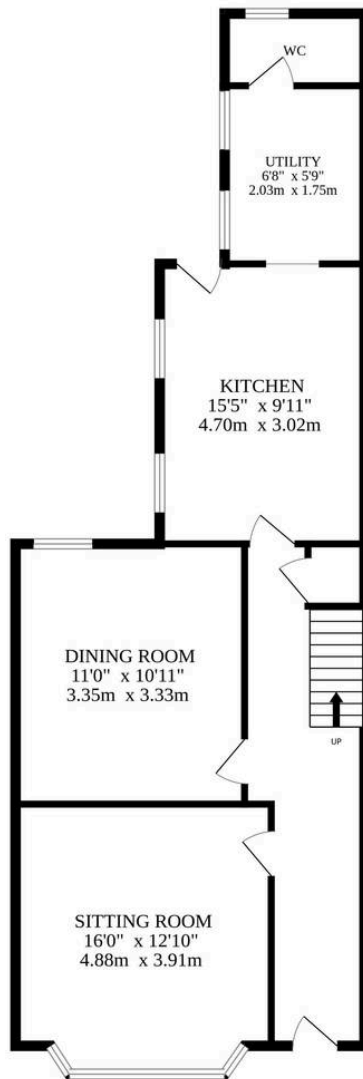 WC
UTILITY
6'8" x 5'9"
2.03m x 1.75m
KITCHEN
15'5" x 9'11"
4.70m x 3.02m
DINING ROOM
11'0" x 10'11"
3.35m x 3.33m
UP
SITTING ROOM
16'0" x 12'10"
4.88m x 3.91m